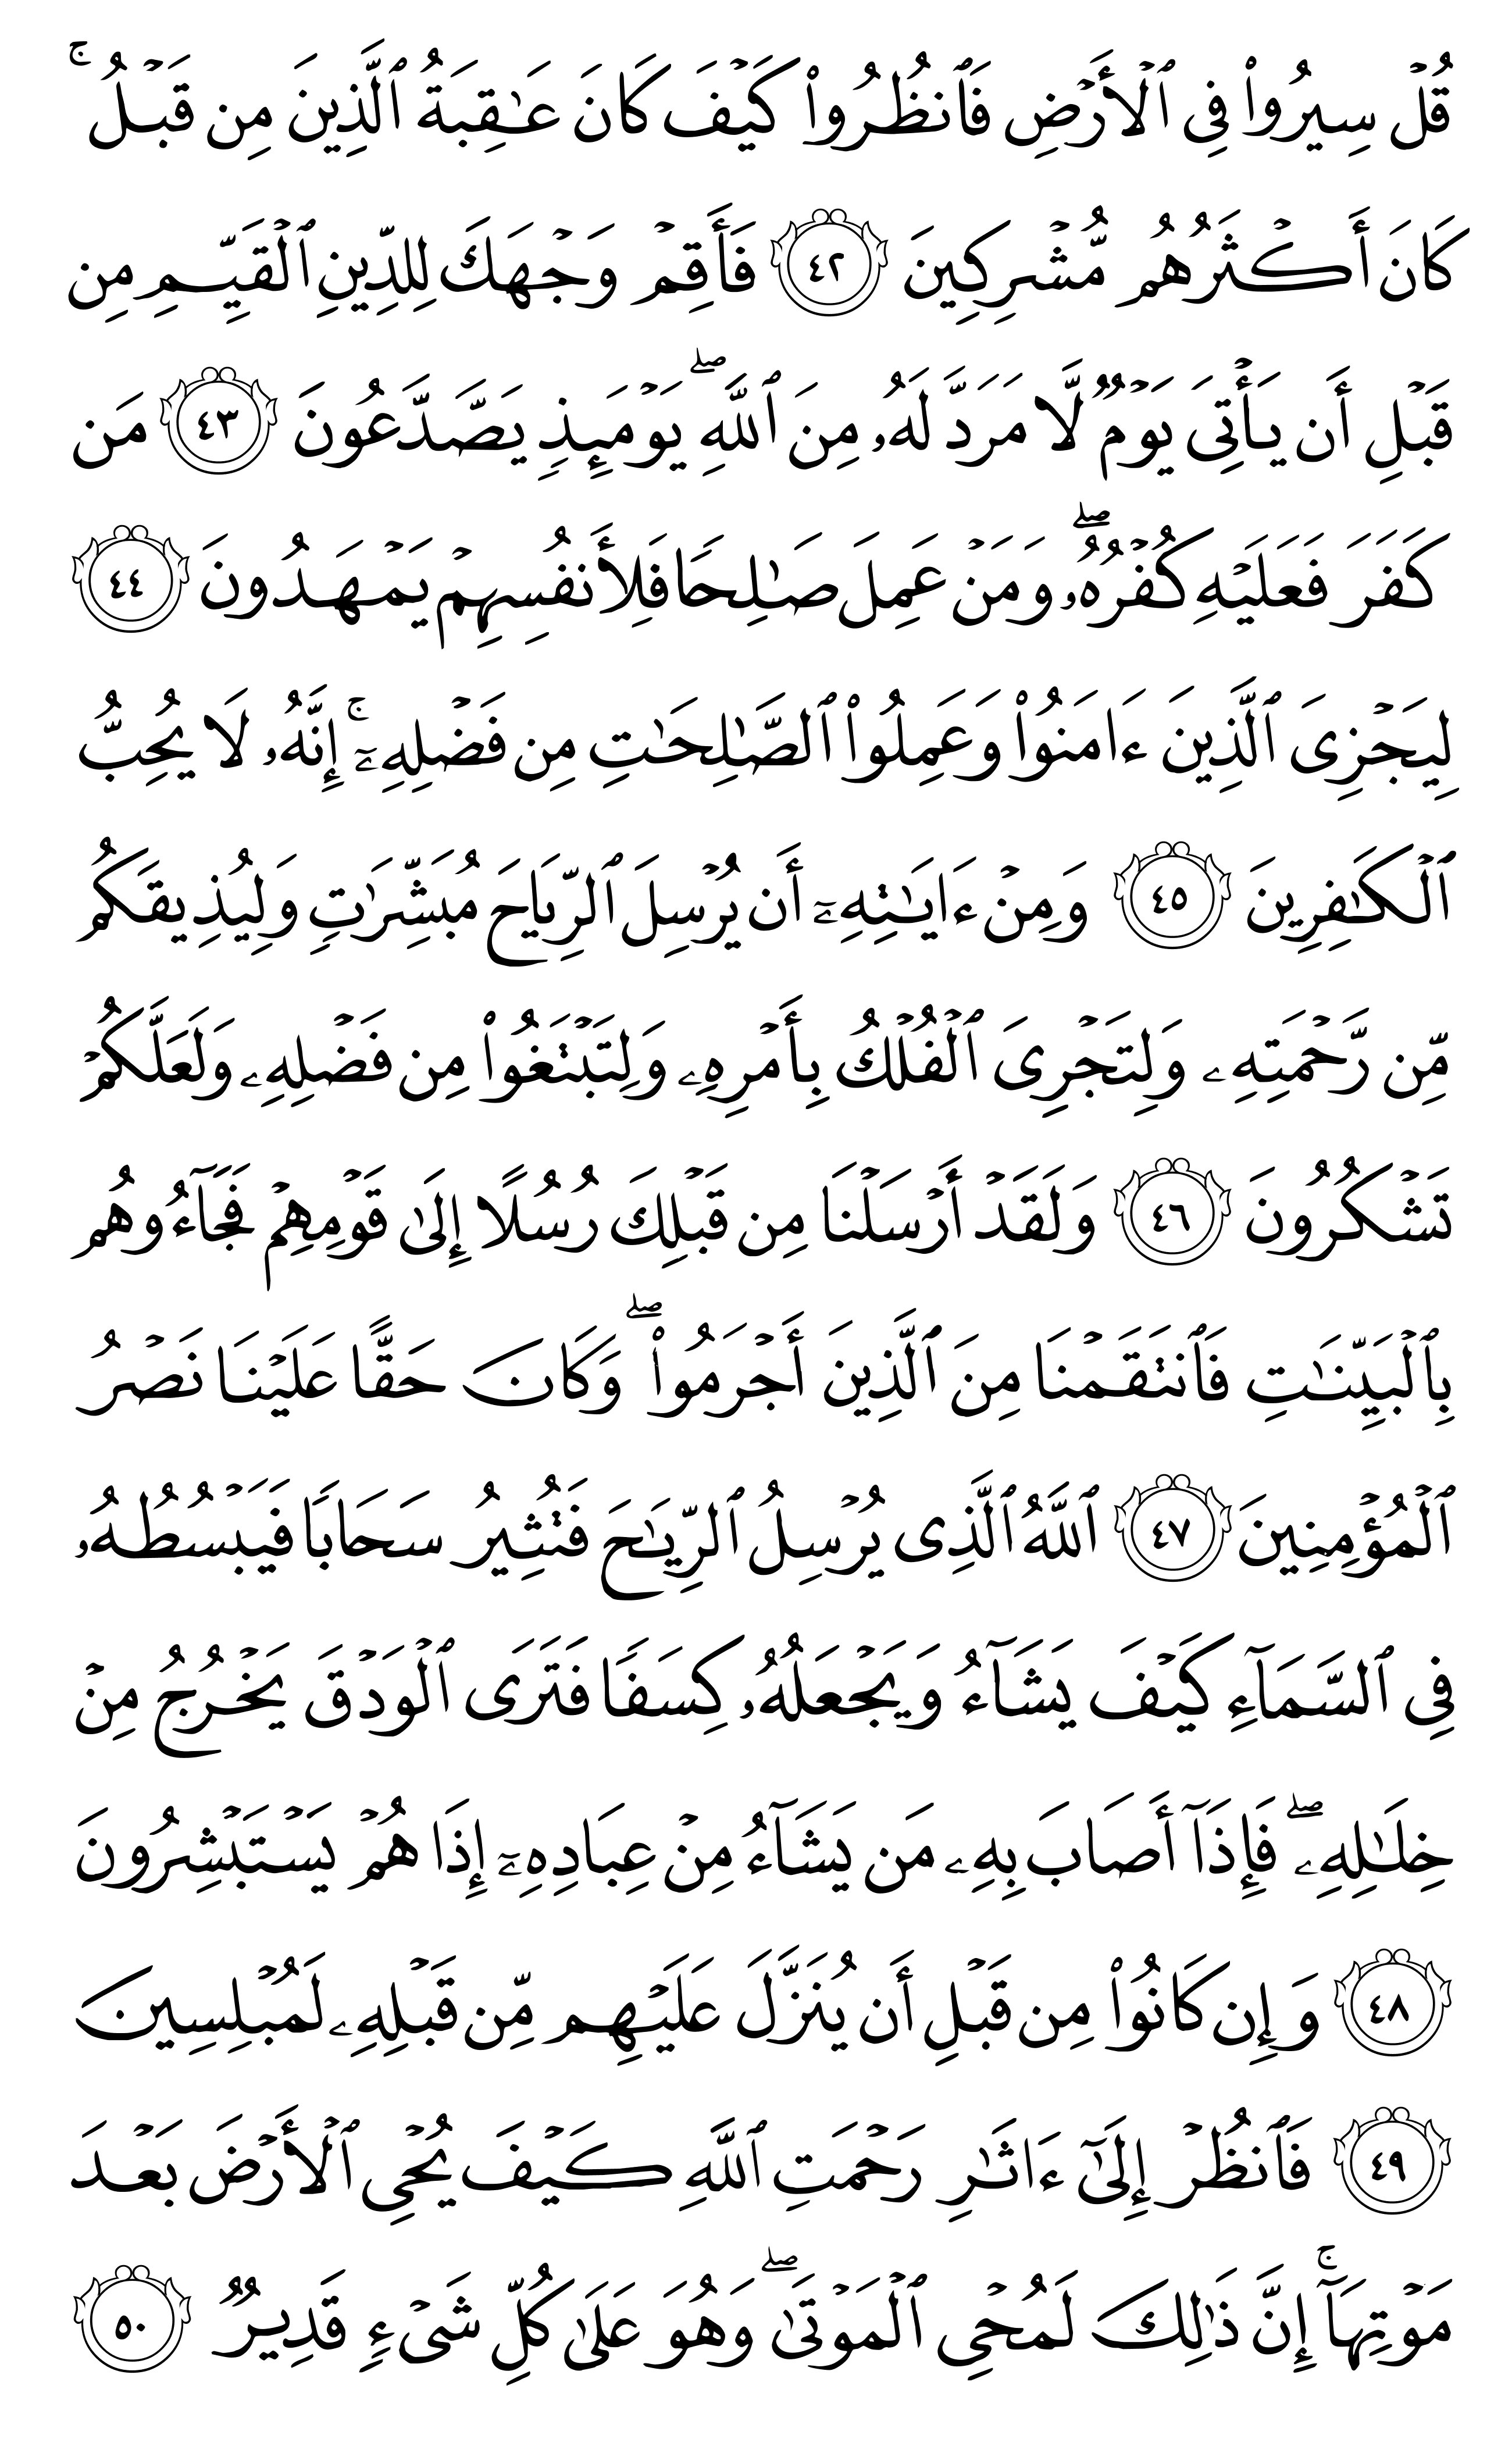 قُلۡ سِيرُواْ فِي ٱلۡأَرۡضِ فَٱنظُرُواْ كَيۡفَ كَانَ عَٰقِبَةُ ٱلَّذِينَ مِن قَبۡلُۚ
كَانَ أَكۡثَرُهُم مُّشۡرِكِينَ ٤٢ فَأَقِمۡ وَجۡهَكَ لِلدِّينِ ٱلۡقَيِّمِ مِن
قَبۡلِ أَن يَأۡتِيَ يَوۡمٞ لَّا مَرَدَّ لَهُۥ مِنَ ٱللَّهِۖ يَوۡمَئِذٖ يَصَّدَّعُونَ ٤٣ مَن
كَفَرَ فَعَلَيۡهِ كُفۡرُهُۥۖ وَمَنۡ عَمِلَ صَٰلِحٗا فَلِأَنفُسِهِمۡ يَمۡهَدُونَ ٤٤
لِيَجۡزِيَ ٱلَّذِينَ ءَامَنُواْ وَعَمِلُواْ ٱلصَّٰلِحَٰتِ مِن فَضۡلِهِۦٓۚ إِنَّهُۥ لَا يُحِبُّ
ٱلۡكَٰفِرِينَ ٤٥ وَمِنۡ ءَايَٰتِهِۦٓ أَن يُرۡسِلَ ٱلرِّيَاحَ مُبَشِّرَٰتٖ وَلِيُذِيقَكُم
مِّن رَّحۡمَتِهِۦ وَلِتَجۡرِيَ ٱلۡفُلۡكُ بِأَمۡرِهِۦ وَلِتَبۡتَغُواْ مِن فَضۡلِهِۦ وَلَعَلَّكُمۡ
تَشۡكُرُونَ ٤٦ وَلَقَدۡ أَرۡسَلۡنَا مِن قَبۡلِكَ رُسُلًا إِلَىٰ قَوۡمِهِمۡ فَجَآءُوهُم
بِٱلۡبَيِّنَٰتِ فَٱنتَقَمۡنَا مِنَ ٱلَّذِينَ أَجۡرَمُواْۖ وَكَانَ حَقًّا عَلَيۡنَا نَصۡرُ
ٱلۡمُؤۡمِنِينَ ٤٧ ٱللَّهُ ٱلَّذِي يُرۡسِلُ ٱلرِّيَٰحَ فَتُثِيرُ سَحَابٗا فَيَبۡسُطُهُۥ
فِي ٱلسَّمَآءِ كَيۡفَ يَشَآءُ وَيَجۡعَلُهُۥ كِسَفٗا فَتَرَى ٱلۡوَدۡقَ يَخۡرُجُ مِنۡ
خِلَٰلِهِۦۖ فَإِذَآ أَصَابَ بِهِۦ مَن يَشَآءُ مِنۡ عِبَادِهِۦٓ إِذَا هُمۡ يَسۡتَبۡشِرُونَ
٤٨ وَإِن كَانُواْ مِن قَبۡلِ أَن يُنَزَّلَ عَلَيۡهِم مِّن قَبۡلِهِۦ لَمُبۡلِسِينَ
٤٩ فَٱنظُرۡ إِلَىٰٓ ءَاثَٰرِ رَحۡمَتِ ٱللَّهِ كَيۡفَ يُحۡيِ ٱلۡأَرۡضَ بَعۡدَ
مَوۡتِهَآۚ إِنَّ ذَٰلِكَ لَمُحۡيِ ٱلۡمَوۡتَىٰۖ وَهُوَ عَلَىٰ كُلِّ شَيۡءٖ قَدِيرٞ ٥٠